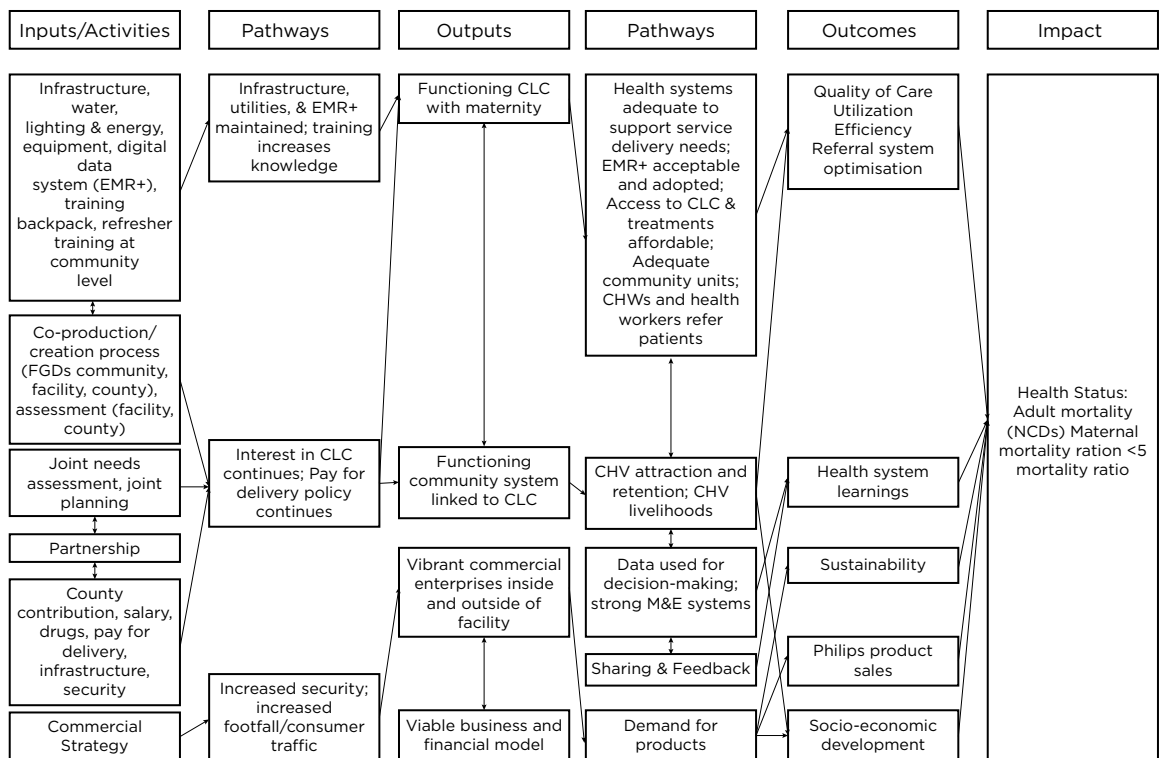 Inputs/Activities
Pathways
Outputs
Pathways
Outcomes
Impact
Infrastructure,
water,
lighting & energy,
equipment, digital
data
system (EMR+),
training
backpack, refresher
training at
community
level
Co-production/
creation process
(FGDs community,
facility, county),
assessment (facility,
county)
Joint needs
assessment, joint
planning
Partnership
County
contribution, salary,
drugs, pay for
delivery,
infrastructure,
security
Commercial
Strategy
Infrastructure,
utilities, & EMR+
maintained; training
increases
knowledge
Interest in CLC
continues; Pay for
delivery policy
continues
Increased security;
increased
footfall/consumer
traffic
Functioning CLC
with maternity
Functioning
community system
linked to CLC
Vibrant commercial
enterprises inside
and outside of
facility
Viable business and
financial model
Health systems
adequate to
support service
delivery needs;
EMR+ acceptable
and adopted;
Access to CLC &
treatments
affordable;
Adequate
community units;
CHWs and health
workers refer
patients
CHV attraction and
retention; CHV
livelihoods
Data used for
decision-making;
strong M&E systems
Sharing & Feedback
Demand for
products
Quality of Care
Utilization
Efficiency
Referral system
optimisation
Health system
learnings
Sustainability
Philips product
sales
Socio-economic
development
Health Status:
Adult mortality
(NCDs) Maternal
mortality ration <5
mortality ratio